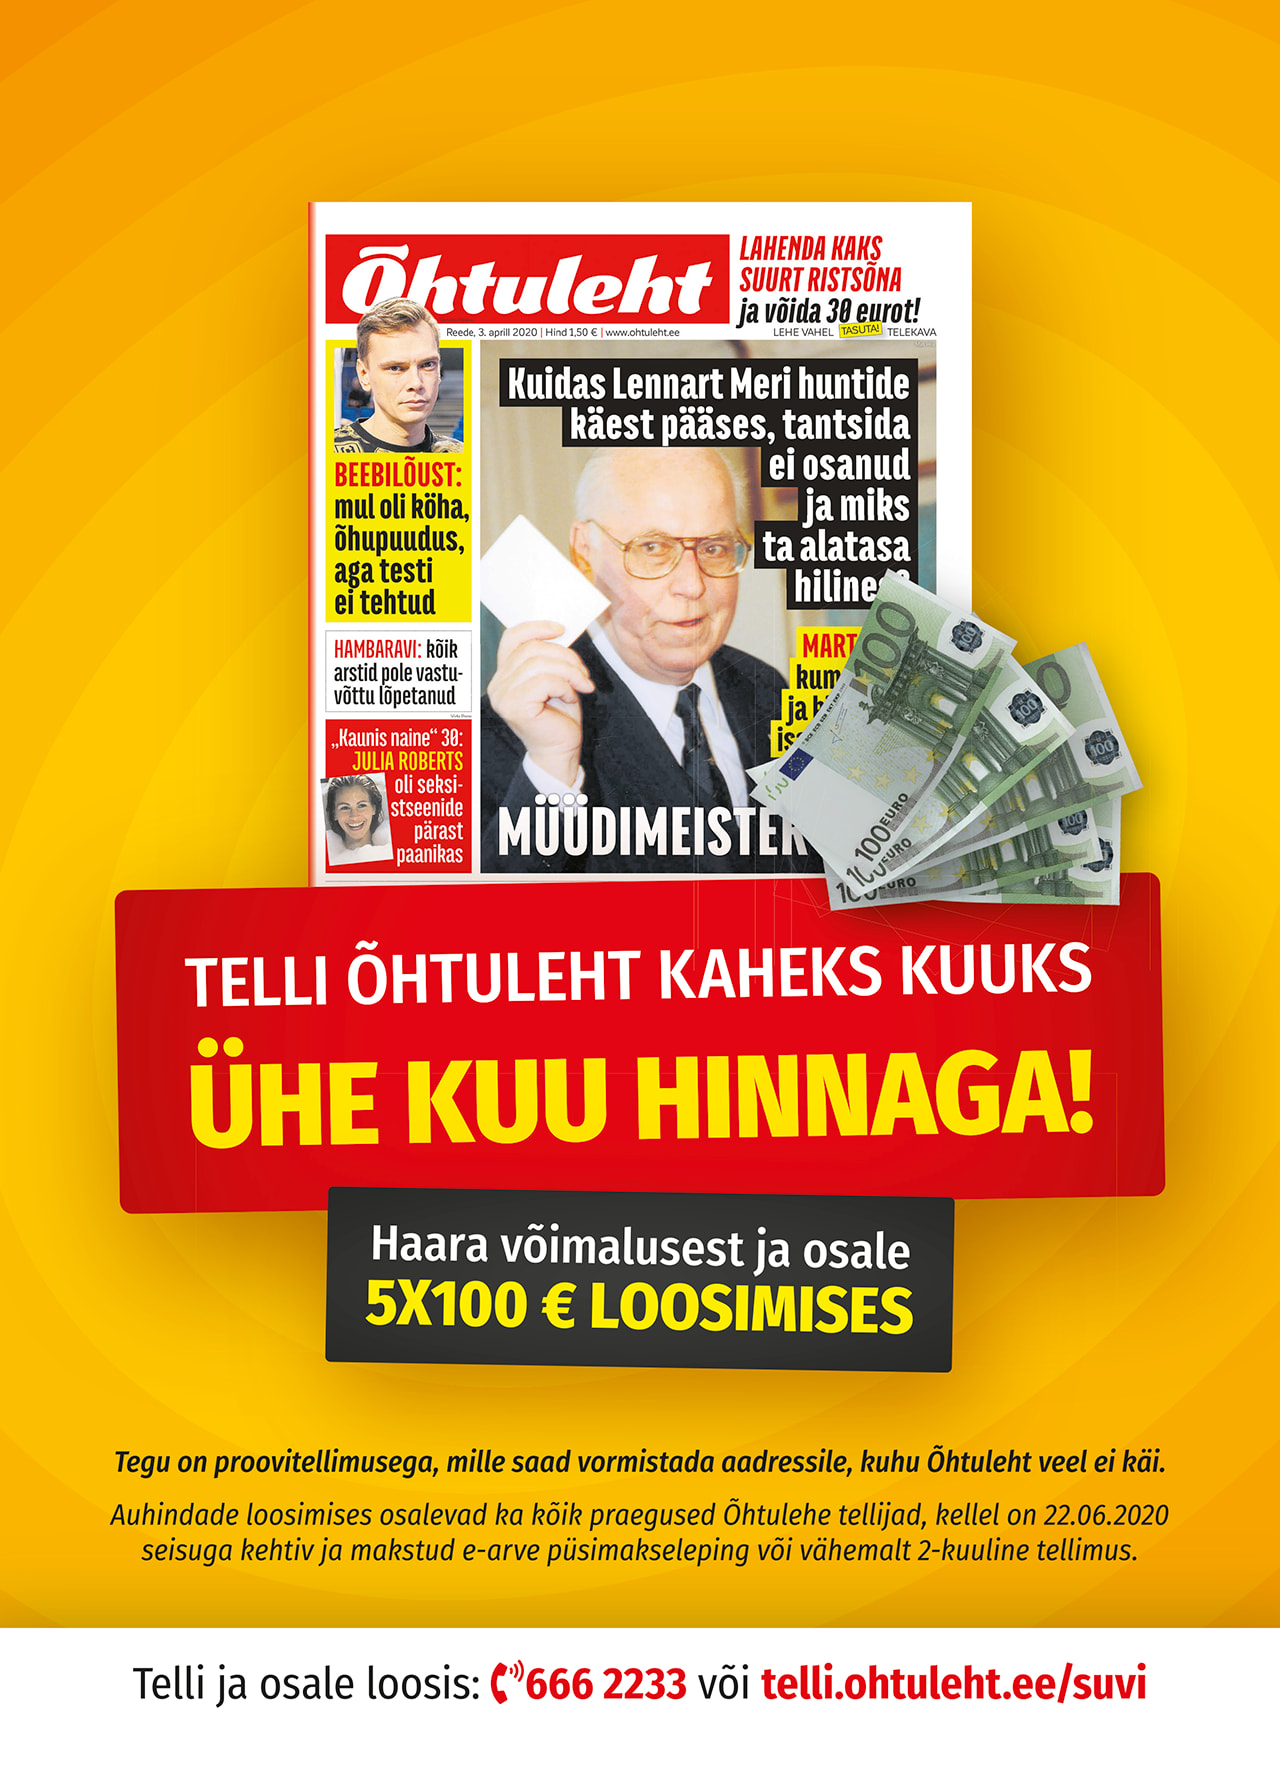 Õhtuleht
LAHENDA KAKS
SUURT RISTSÕNA
ja võida 30 eurot!
Reede, 3. aprill 2020 | Hind 1,50 € | www.ohtuleht.ee
LEHE VAHEL TASUTA! TELEKAVA
BEEBILÕUST:
mul oli köha,
õhupuudus,
aga testi
ei tehtud
HAMBARAVI: kõik
arstid pole vastu-
võttu lõpetanud
„Kaunis naine“ 30:
JULIA ROBERTS
oli seksi-
stseenide
pärast
paanikas
Kuidas Lennart Meri huntide
käest pääses, tantsida
ei osanud
ja miks
ta alatasa
MART
ja
MÜÜDIMEISTER
100
100 EURO
TELLI ÕHTULEHT KAHEKS KUUKS
ÜHE KUU HINNAGA!
Haara võimalusest ja osale
5X100 € LOOSIMISES
Tegu on proovitellimusega, mille saad vormistada aadressile, kuhu Õhtuleht veel ei käi.
Auhindade loosimises osalevad ka kõik praegused Õhtulehe tellijad, kellel on 22.06.2020
seisuga kehtiv ja makstud e-arve püsimakseleping või vähemalt 2-kuuline tellimus.
Telli ja osale loosis: 666 2233 või telli.ohtuleht.ee/suvi